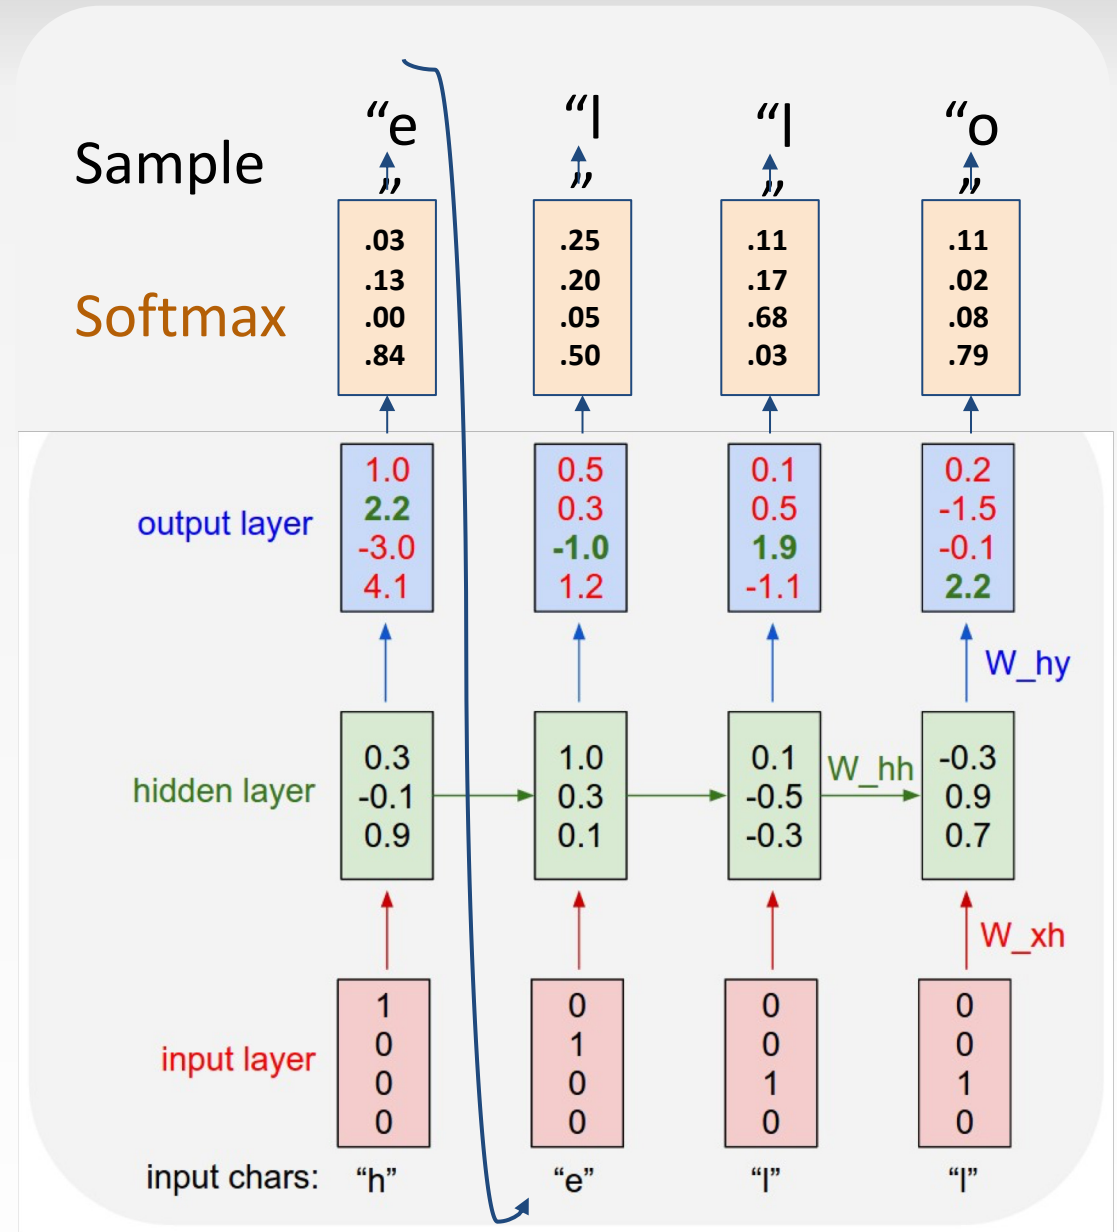 “e” “l” “l” “o”
Sample
.03 .25 .11 .11
.13 .20 .17 .02
Softmax .00 .05 .68 .08
.84 .50 .03 .79
1.0 0.5 0.1 0.2
output layer 2.2 0.3 0.5 -1.5
-3.0 -1.0 1.9 -0.1
4.1 1.2 -1.1 2.2
W_hy
0.3 1.0 0.1 W_hh -0.3
hidden layer -0.1 0.3 -0.5 0.9
0.9 0.1 -0.3 0.7
W_xh
1 0 0 0
input layer 0 1 0 0
0 0 1 1
0 0 0 0
input chars: “h” “e” “l” “l”